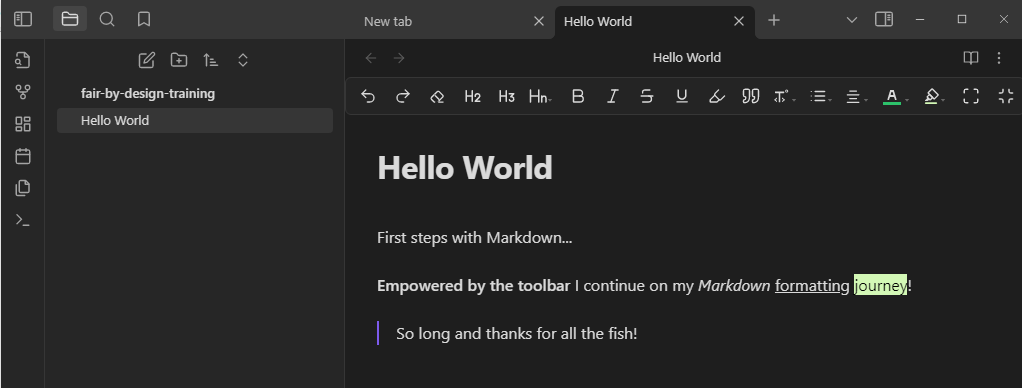 New tab
Hello World
Hello World
fair-by-design-training
Hello World
H2 H3 Hn B I S U T A
Hello World
First steps with Markdown...
Empowered by the toolbar I continue on my Markdown formatting journey!
So long and thanks for all the fish!